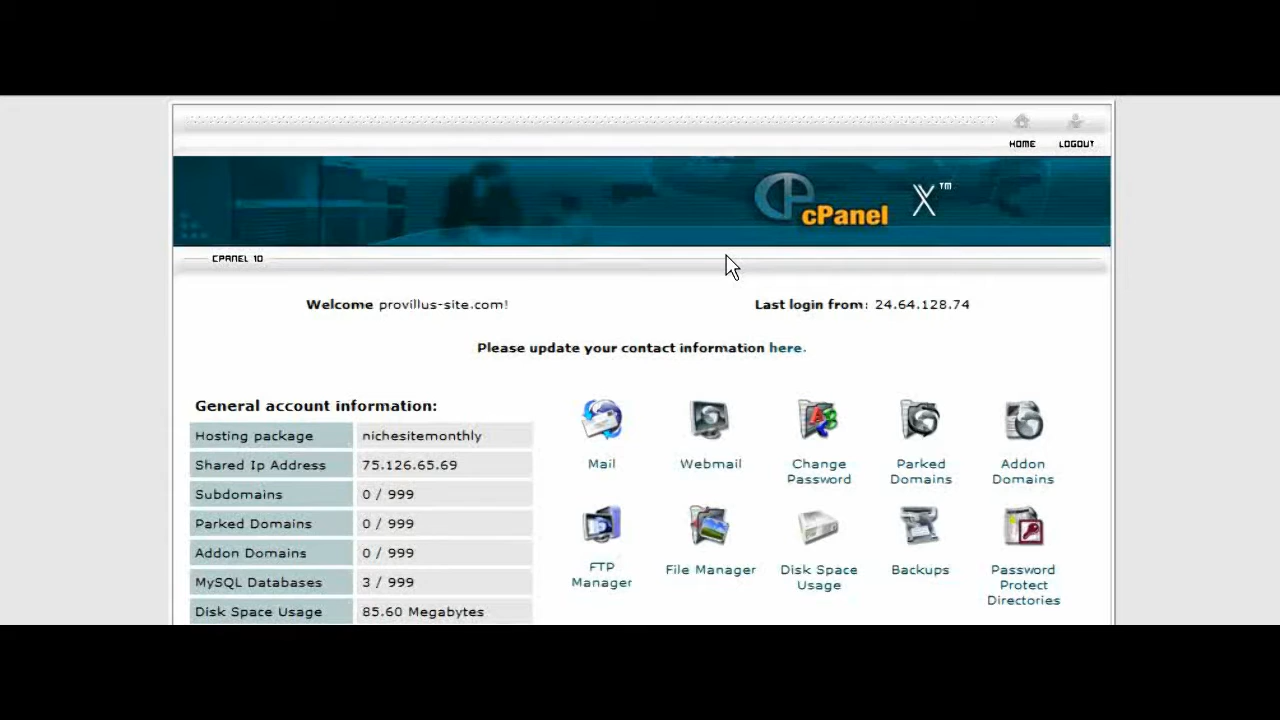 HOME LOGOUT
CP cPanel X™
CPANEL 10
Welcome provillus-site.com! Last login from: 24.64.128.74
Please update your contact information here.
General account information:
Hosting package nichesitemonthly
Shared Ip Address 75.126.65.69
Subdomains 0 / 999
Parked Domains 0 / 999
Addon Domains 0 / 999
MySQL Databases 3 / 999
Disk Space Usage 85.60 Megabytes
Mail Webmail Change Parked Addon
Password Domains Domains
FTP File Manager Disk Space Backups Password
Manager Usage Protect
Directories